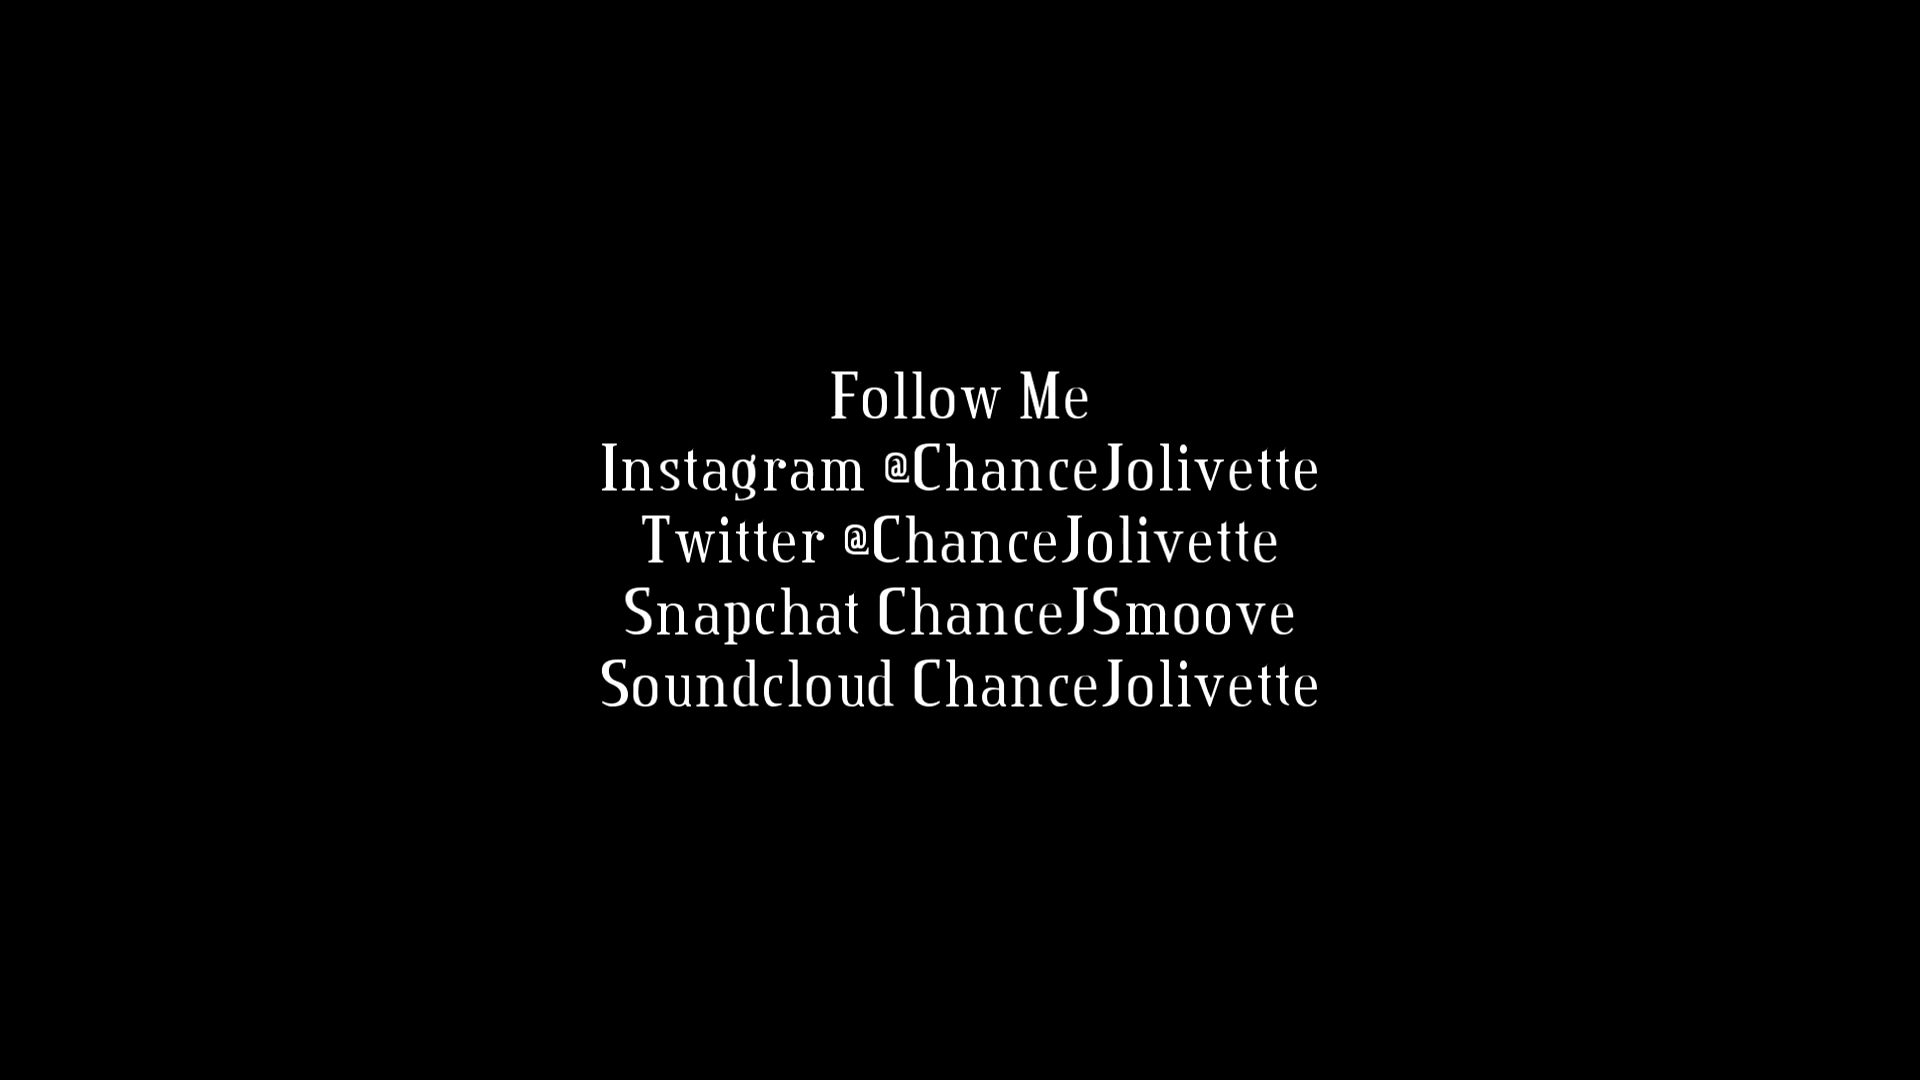 Follow Me
Instagram @ChanceJolivette
Twitter @ChanceJolivette
Snapchat ChanceJSmoove
Soundcloud ChanceJolivette